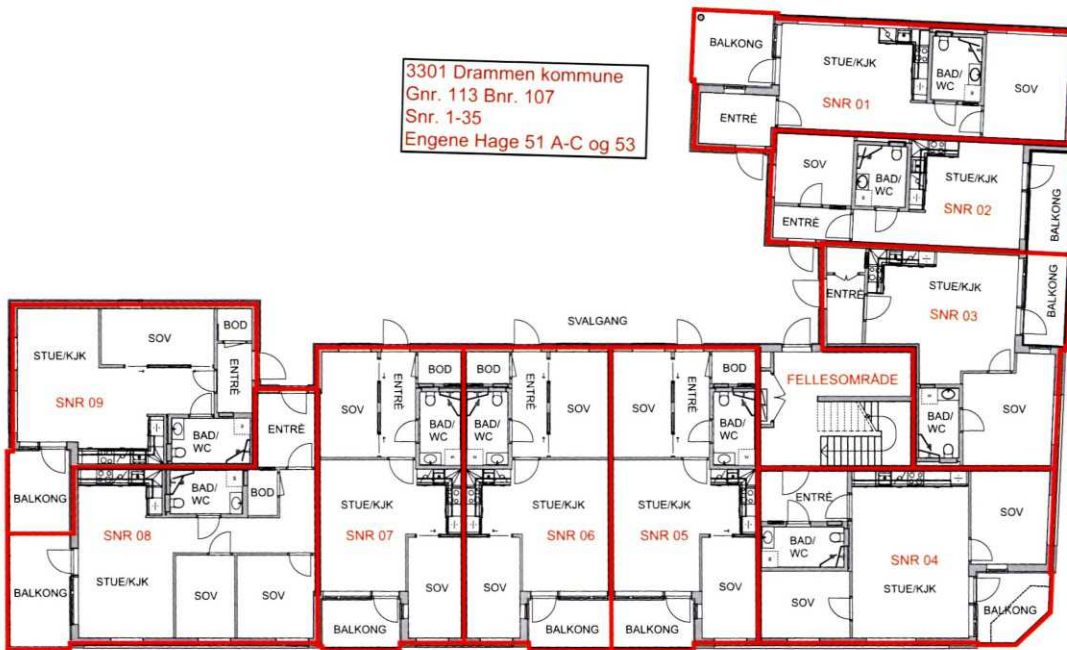 3301 Drammen kommune
Gnr. 113 Bnr. 107
Snr. 1-35
Engene Hage 51 A-C og 53
BALKONG
STUE/KJK
SNR 01
BAD/
WC
SOV
ENTRÉ
SOV
BAD/
WC
STUE/KJK
SNR 02
ENTRÉ
BALKONG
ENTRÉ
STUE/KJK
SNR 03
BALKONG
BAD/
WC
SOV
SVALGANG
FELLESOMRÅDE
STUE/KJK
SOV
BOD
ENTRÉ
SNR 09
BAD/
WC
BALKONG
ENTRÉ
BAD/
WC
BOD
SNR 08
STUE/KJK
SOV
SOV
BALKONG
SOV
ENTRÉ
BOD
BAD/
WC
STUE/KJK
SNR 07
SOV
BALKONG
BOD
ENTRÉ
SOV
BAD/
WC
STUE/KJK
SNR 06
SOV
BALKONG
SOV
ENTRÉ
BOD
BAD/
WC
STUE/KJK
SNR 05
SOV
BALKONG
ENTRÉ
BAD/
WC
SOV
SNR 04
STUE/KJK
SOV
BALKONG